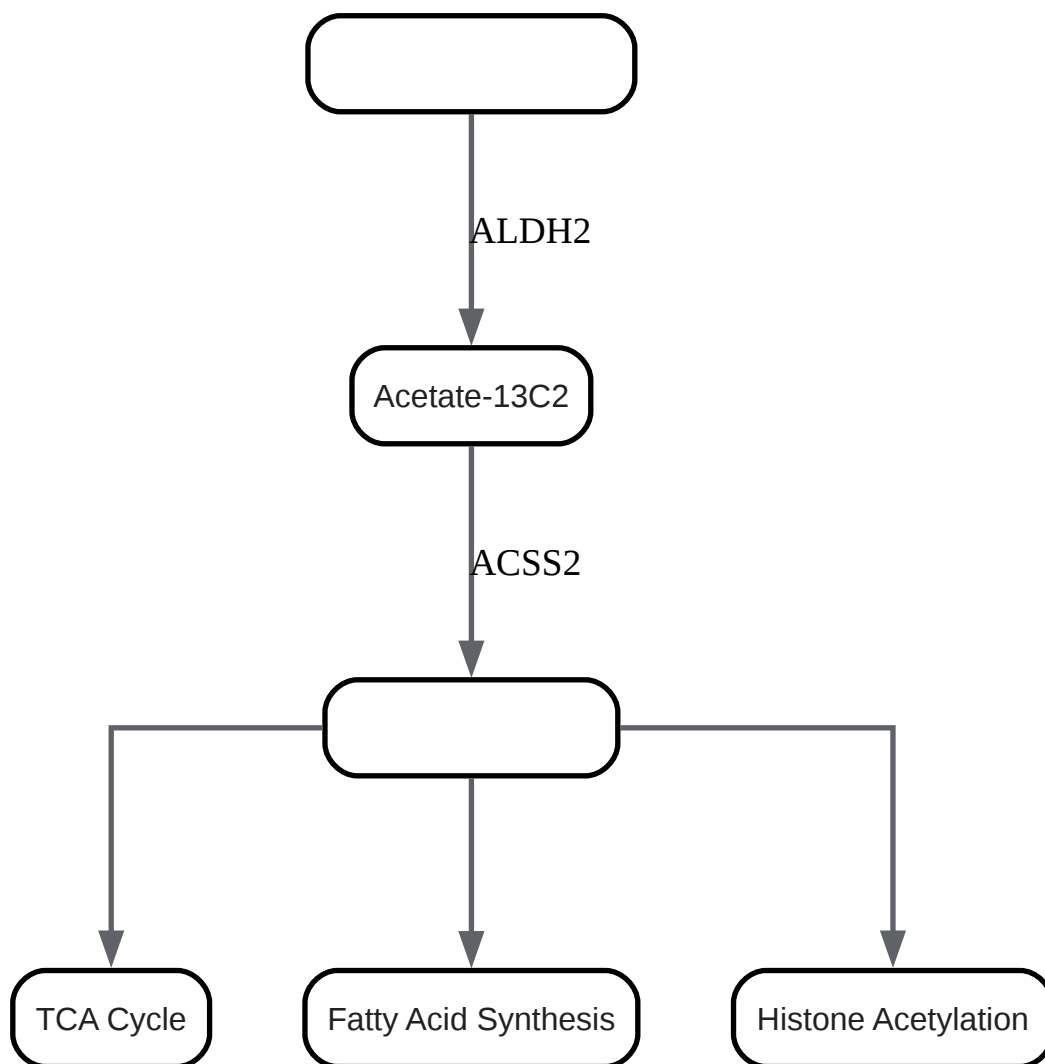 ALDH2
Acetate-13C2
ACSS2
TCA Cycle
Fatty Acid Synthesis
Histone Acetylation